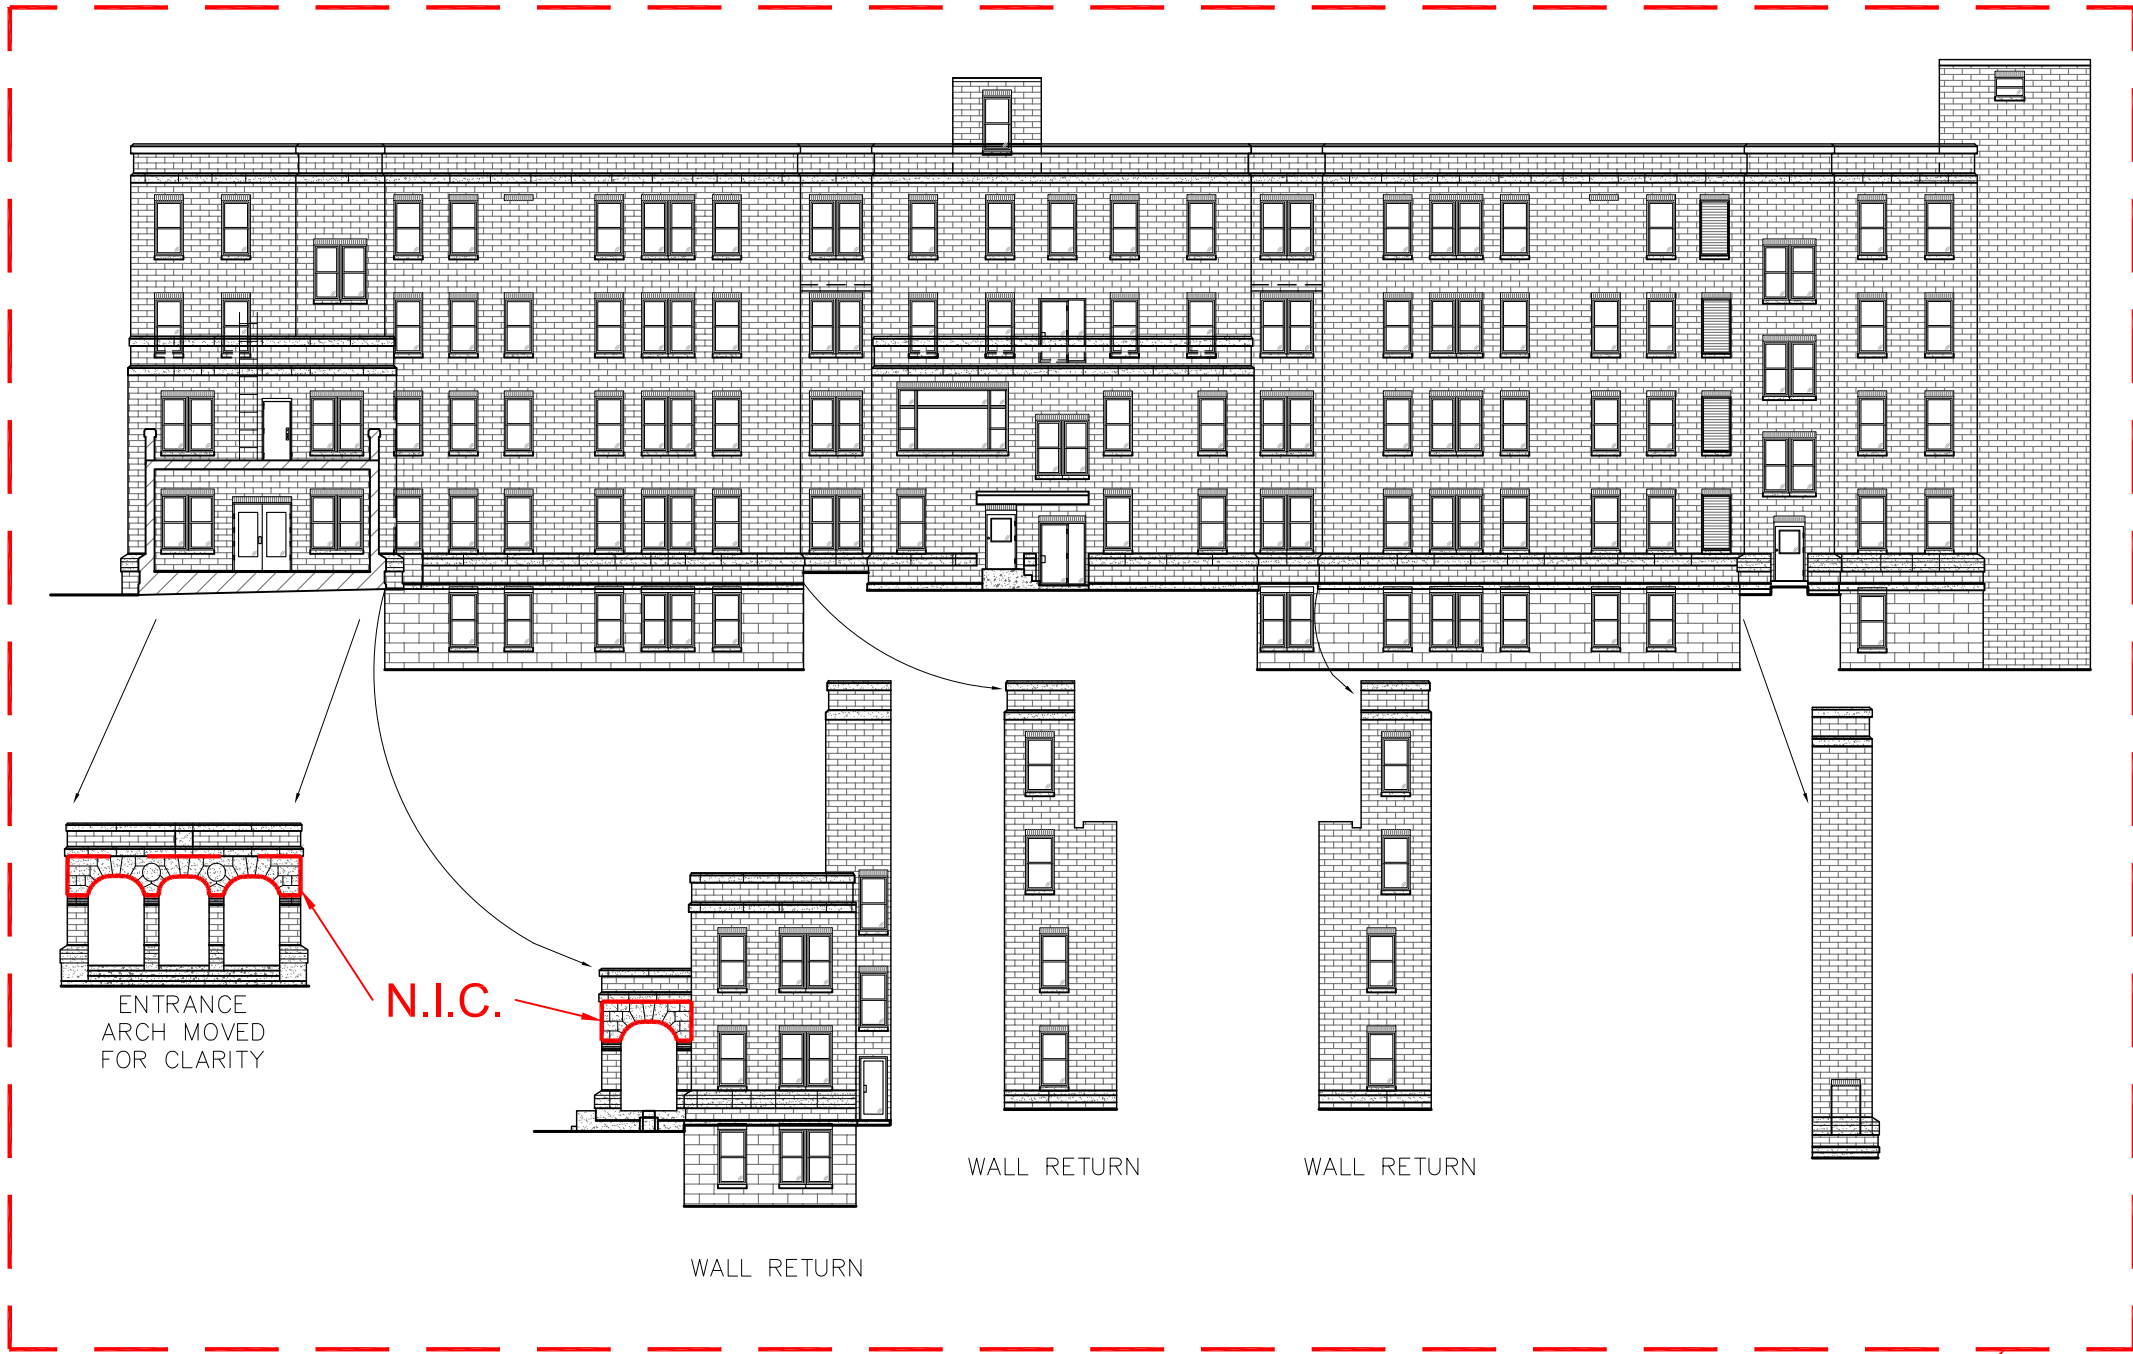 ENTRANCE
ARCH MOVED
FOR CLARITY
N.I.C.
WALL RETURN
WALL RETURN
WALL RETURN